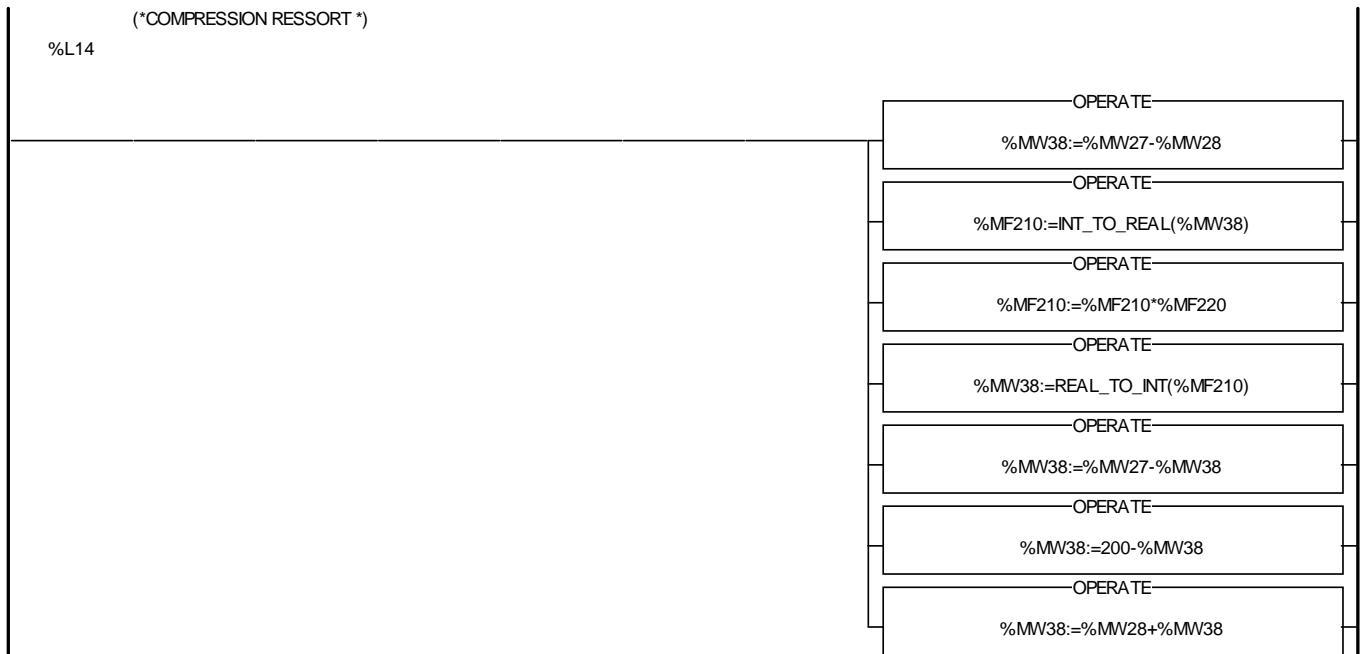 (*COMPRESSION RESSORT *)
%L14
OPERATE
%MW38:=%MW27-%MW28
OPERATE
%MF210:=INT_TO_REAL(%MW38)
OPERATE
%MF210:=%MF210*%MF220
OPERATE
%MW38:=REAL_TO_INT(%MF210)
OPERATE
%MW38:=%MW27-%MW38
OPERATE
%MW38:=200-%MW38
OPERATE
%MW38:=%MW28+%MW38